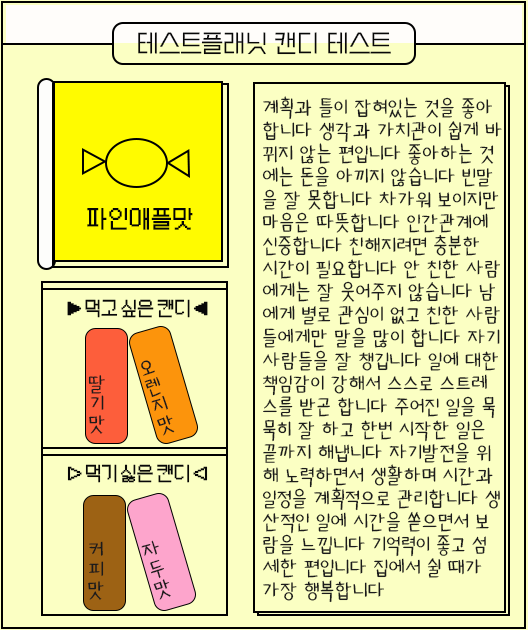 테스트플래닛 캔디 테스트
파인애플맛
▶먹고싶은캔디◀
딸기맛
오렌지맛
▷먹기싫은캔디◁
커피맛
자두맛
계획과 틀이 잡혀있는 것을 좋아
합니다 생각과 가치관이 쉽게 바
뀌지 않는 편입니다 좋아하는 것
에는 돈을 아끼지 않습니다 빈말
을 잘 못합니다 차가워 보이지만
마음은 따뜻합니다 인간관계에
신중합니다 친해지려면 충분한
시간이 필요합니다 안 친한 사람
에게는 잘 웃어주지 않습니다 남
에게 별로 관심이 없고 친한 사람
들에게만 말을 많이 합니다 자기
사람들을 잘 챙깁니다 일에 대한
책임감이 강해서 스스로 스트레
스를 받곤 합니다 주어진 일을 묵
묵히 잘 하고 한번 시작한 일은
끝까지 해냅니다 자기발전을 위
해 노력하면서 생활하며 시간과
일정을 계획적으로 관리합니다 생
산적인 일에 시간을 쏟으면서 보
람을 느낍니다 기억력이 좋고 섬
세한 편입니다 집에서 쉴 때가
가장 행복합니다